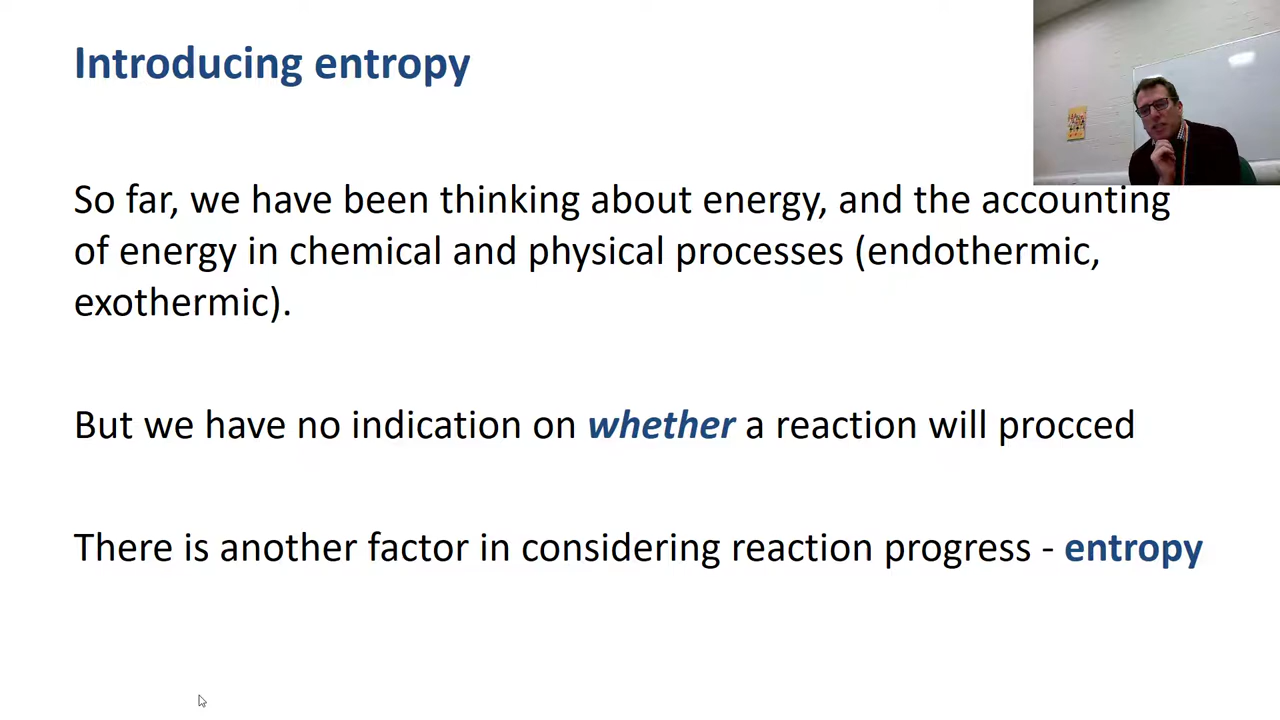 Introducing entropy
So far, we have been thinking about energy, and the accounting
of energy in chemical and physical processes (endothermic,
exothermic).
But we have no indication on whether a reaction will procced
There is another factor in considering reaction progress - entropy